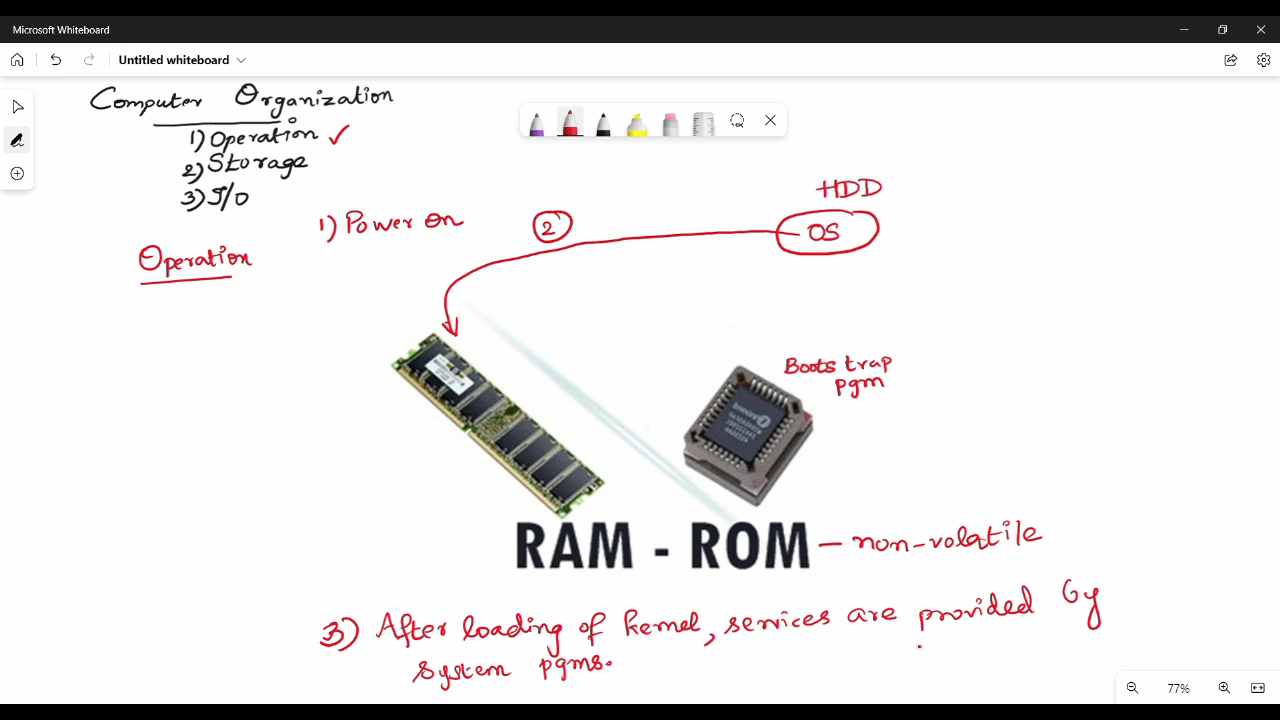 Microsoft Whiteboard
Untitled whiteboard
Computer Organization
1) Operation ✓
2) Storage
3) I/O
HDD
1) Power on
2
OS
Operation
Boots trap
pgm
RAM - ROM – non-volatile
3) After loading of kernel, services are provided by
system pgms.
77%